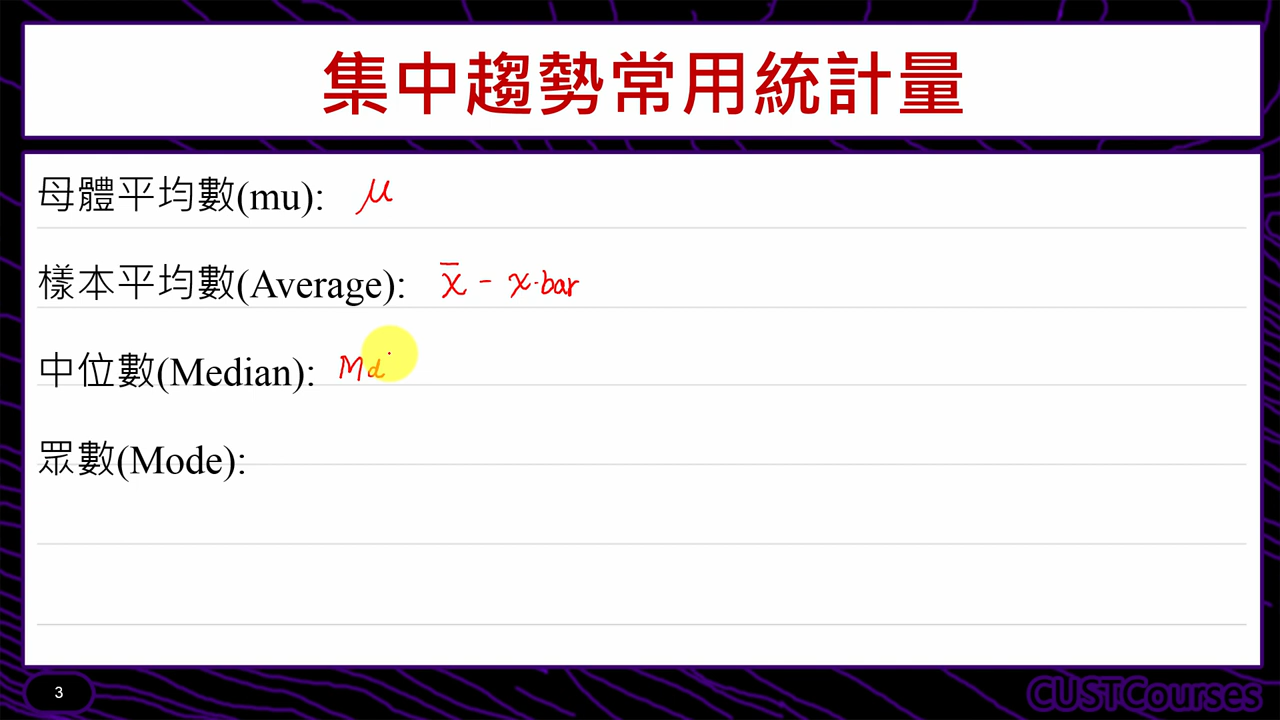 集中趨勢常用統計量
母體平均數(mu): μ
樣本平均數(Average): x̄ - x-bar
中位數(Median): Md
眾數(Mode):
3
CUSTCourses